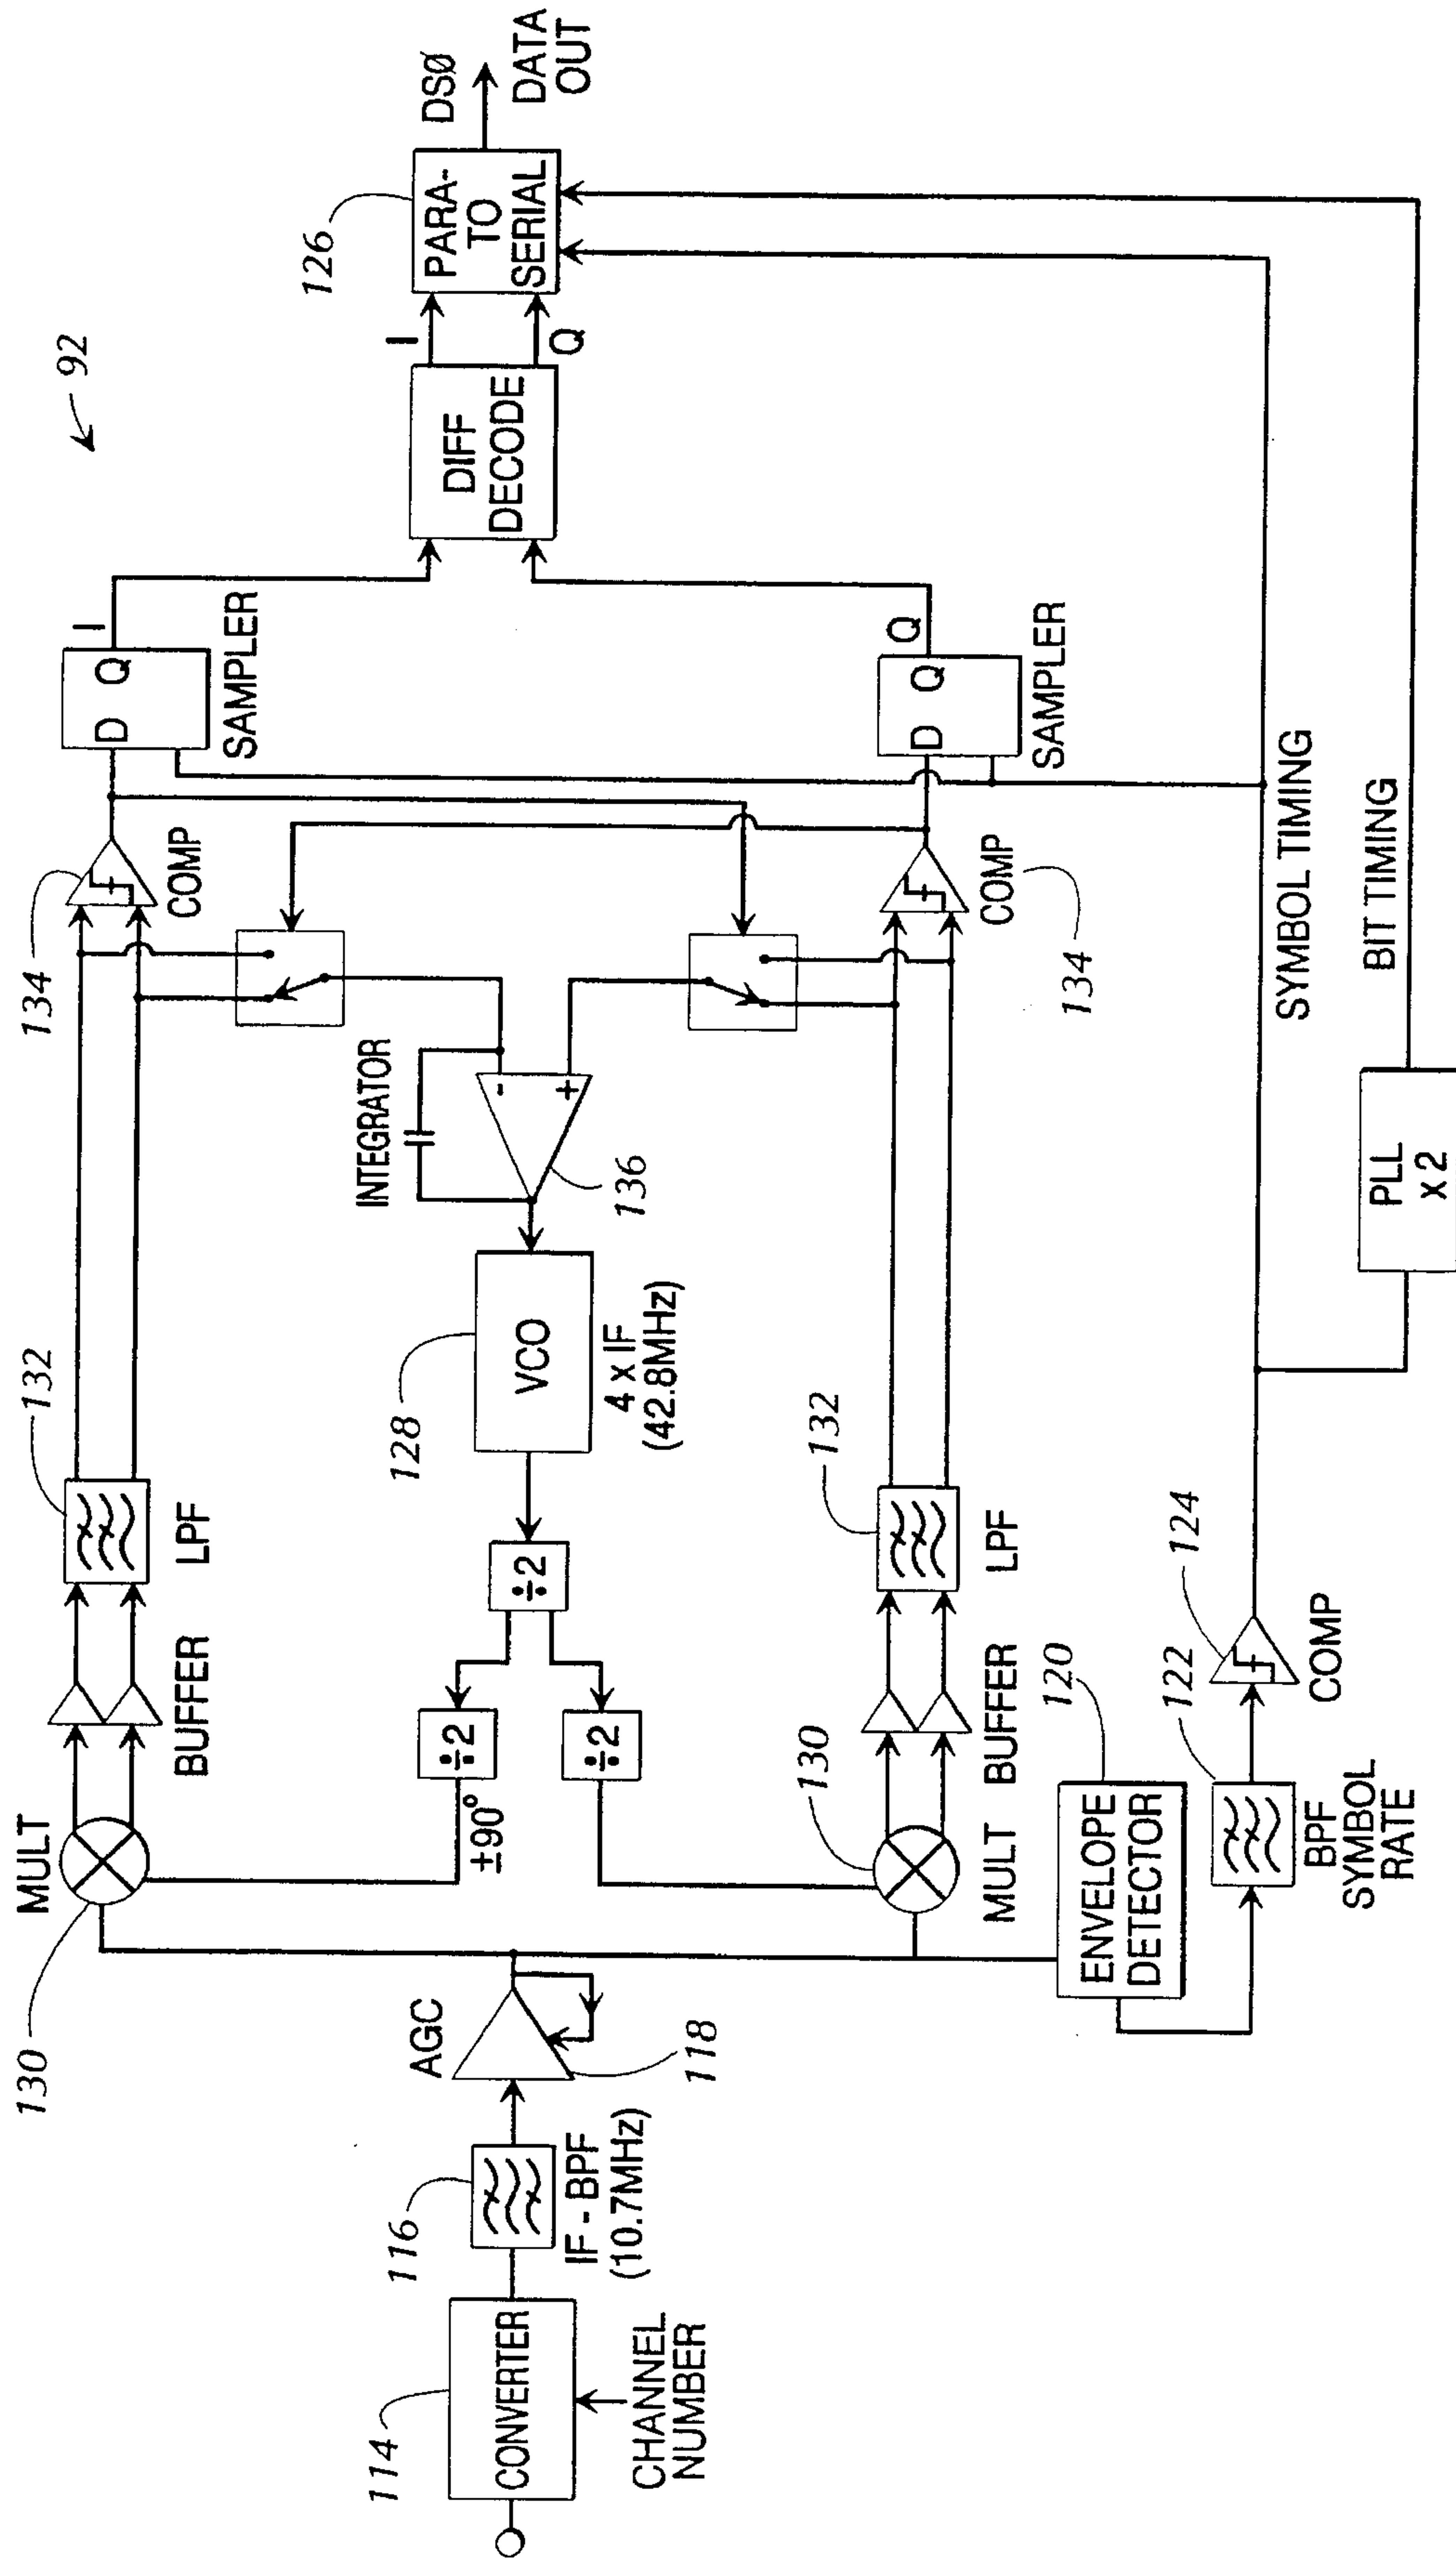 92
130
MULT
BUFFER
132
LPF
134
COMP
D Q
SAMPLER
I
±90°
÷2
÷2
÷2
128
VCO
4 x IF
(42.8MHz)
INTEGRATOR
-
+
136
DIFF
DECODE
I
Q
126
PARA-
TO
SERIAL
DSØ
DATA
OUT
114
CONVERTER
CHANNEL
NUMBER
116
IF - BPF
(10.7MHz)
AGC
118
130
MULT
BUFFER
132
LPF
134
COMP
D Q
SAMPLER
Q
120
ENVELOPE
DETECTOR
122
BPF
SYMBOL
RATE
124
COMP
SYMBOL TIMING
PLL
x 2
BIT TIMING